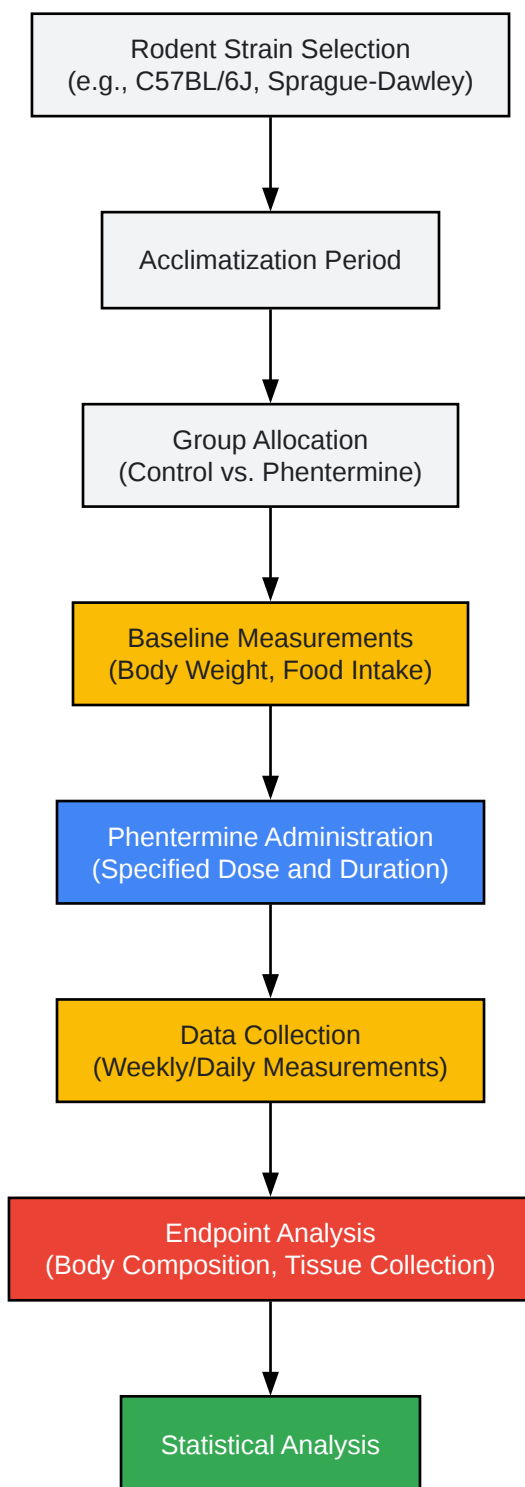 Rodent Strain Selection
(e.g., C57BL/6J, Sprague-Dawley)
Acclimatization Period
Group Allocation
(Control vs. Phentermine)
Baseline Measurements
(Body Weight, Food Intake)
Phentermine Administration
(Specified Dose and Duration)
Data Collection
(Weekly/Daily Measurements)
Endpoint Analysis
(Body Composition, Tissue Collection)
Statistical Analysis